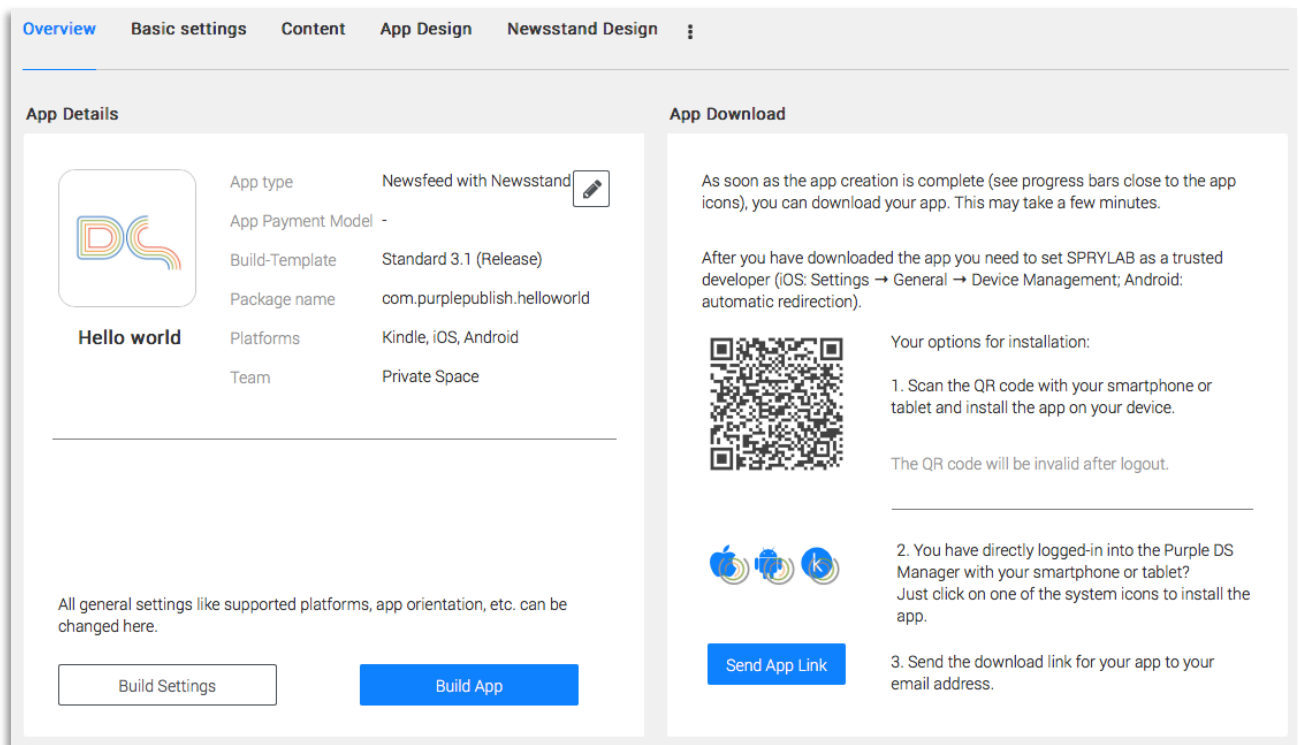 Overview Basic settings Content App Design Newsstand Design
App Details
App type Newsfeed with Newsstand
App Payment Model -
Build-Template Standard 3.1 (Release)
Package name com.purplepublish.helloworld
Hello world
Platforms Kindle, iOS, Android
Team Private Space
All general settings like supported platforms, app orientation, etc. can be
changed here.
Build Settings
Build App
App Download
As soon as the app creation is complete (see progress bars close to the app
icons), you can download your app. This may take a few minutes.
After you have downloaded the app you need to set SPRYLAB as a trusted
developer (iOS: Settings → General → Device Management; Android:
automatic redirection).
Your options for installation:
1. Scan the QR code with your smartphone or
tablet and install the app on your device.
The QR code will be invalid after logout.
k
2. You have directly logged-in into the Purple DS
Manager with your smartphone or tablet?
Just click on one of the system icons to install the
app.
Send App Link
3. Send the download link for your app to your
email address.